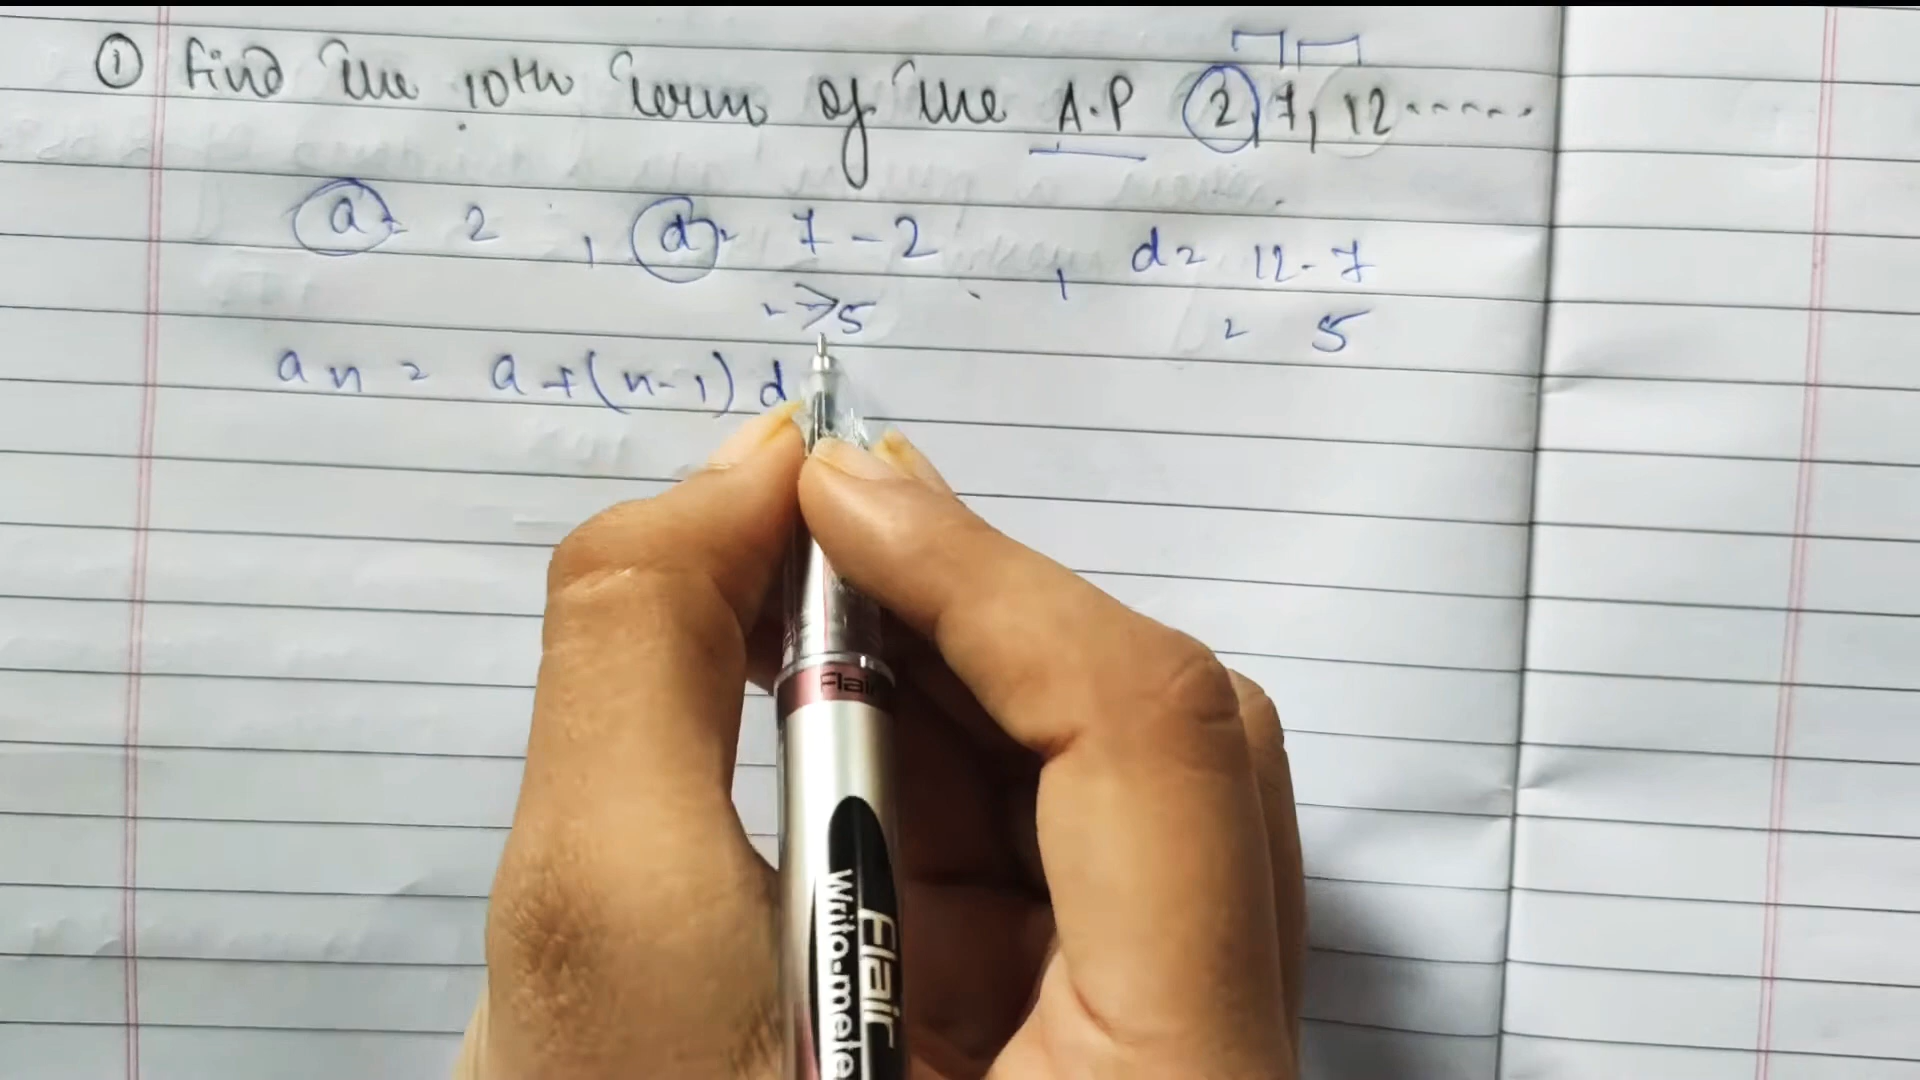 ① Find the 10th term of the A.P 2, 7, 12.....
a = 2 , d = 7 - 2 , d = 12 - 7
= > 5 = 5
an = a + (n-1) d
Flair
Flair
Writo-mete